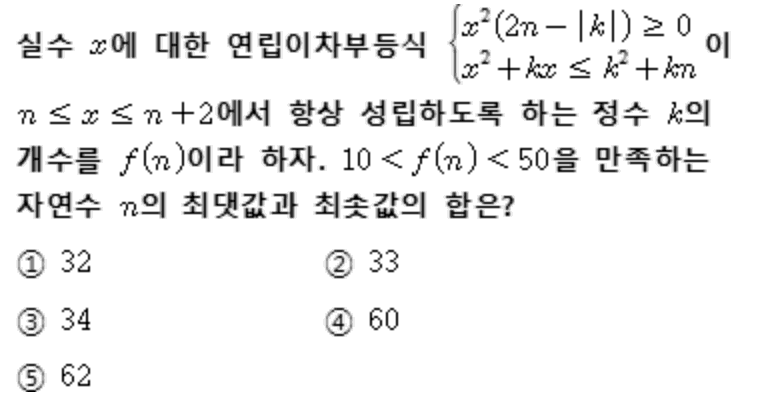 실수 x에 대한 연립이차부등식 { x²(2n − |k|) ≥ 0
x² + kx ≤ k² + kn 이
n ≤ x ≤ n+2에서 항상 성립하도록 하는 정수 k의
개수를 f(n)이라 하자. 10 < f(n) < 50을 만족하는
자연수 n의 최댓값과 최솟값의 합은?
① 32 ② 33
③ 34 ④ 60
⑤ 62